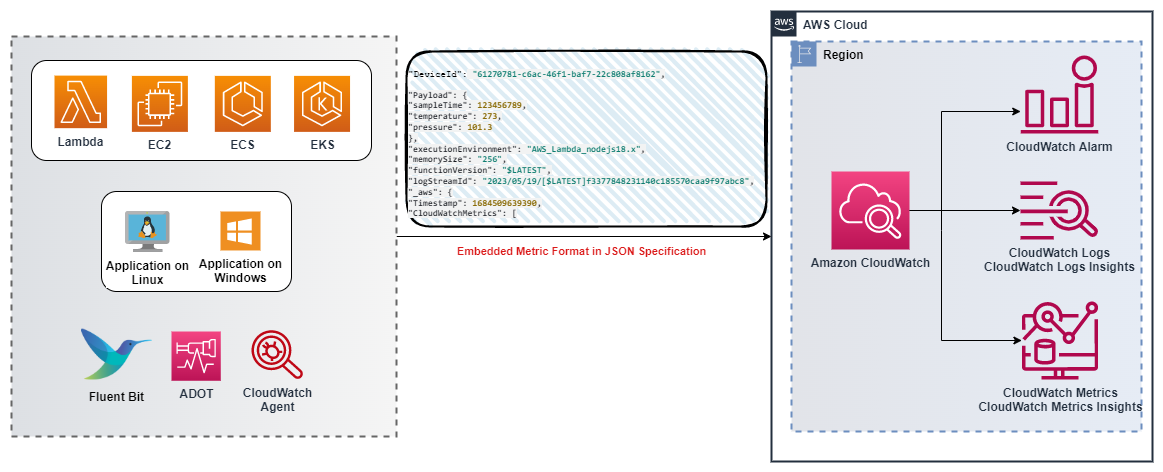 Lambda
EC2
ECS
EKS
Application on
Linux
Application on
Windows
Fluent Bit
ADOT
CloudWatch
Agent
"DeviceId": "61270781-c6ac-46f1-baf7-22c808af8162",
"Payload": {
"sampleTime": 123456789,
"temperature": 273,
"pressure": 101.3
},
"executionEnvironment": "AWS_Lambda_nodejs18.x",
"memorySize": "256",
"functionVersion": "$LATEST",
"logStreamId": "2023/05/19/[$LATEST]f3377848231140c185570caa9f97abc8",
"_aws": {
"Timestamp": 1684509639390,
"CloudWatchMetrics": [
Embedded Metric Format in JSON Specification
aws
AWS Cloud
Region
Amazon CloudWatch
CloudWatch Alarm
CloudWatch Logs
CloudWatch Logs Insights
CloudWatch Metrics
CloudWatch Metrics Insights